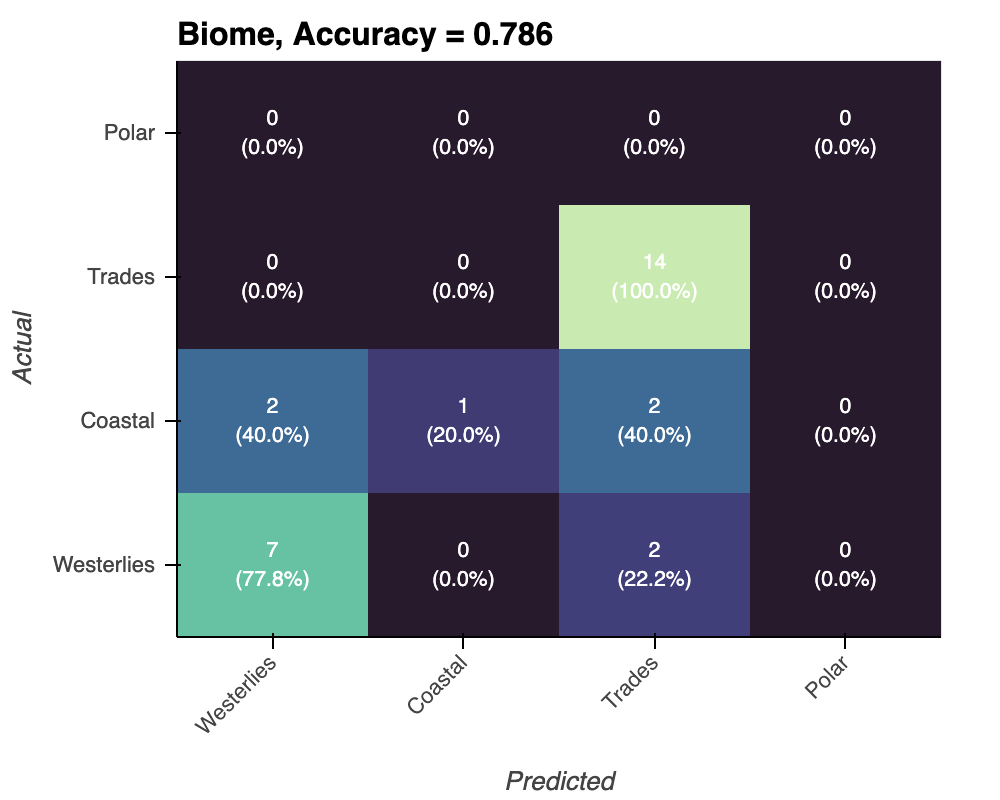 Biome, Accuracy = 0.786
Polar
0 0 0 0
(0.0%) (0.0%) (0.0%) (0.0%)
Trades
0 0 14 0
(0.0%) (0.0%) (100.0%) (0.0%)
Actual
Coastal
2 1 2 0
(40.0%) (20.0%) (40.0%) (0.0%)
Westerlies
7 0 2 0
(77.8%) (0.0%) (22.2%) (0.0%)
Westerlies Coastal Trades Polar
Predicted